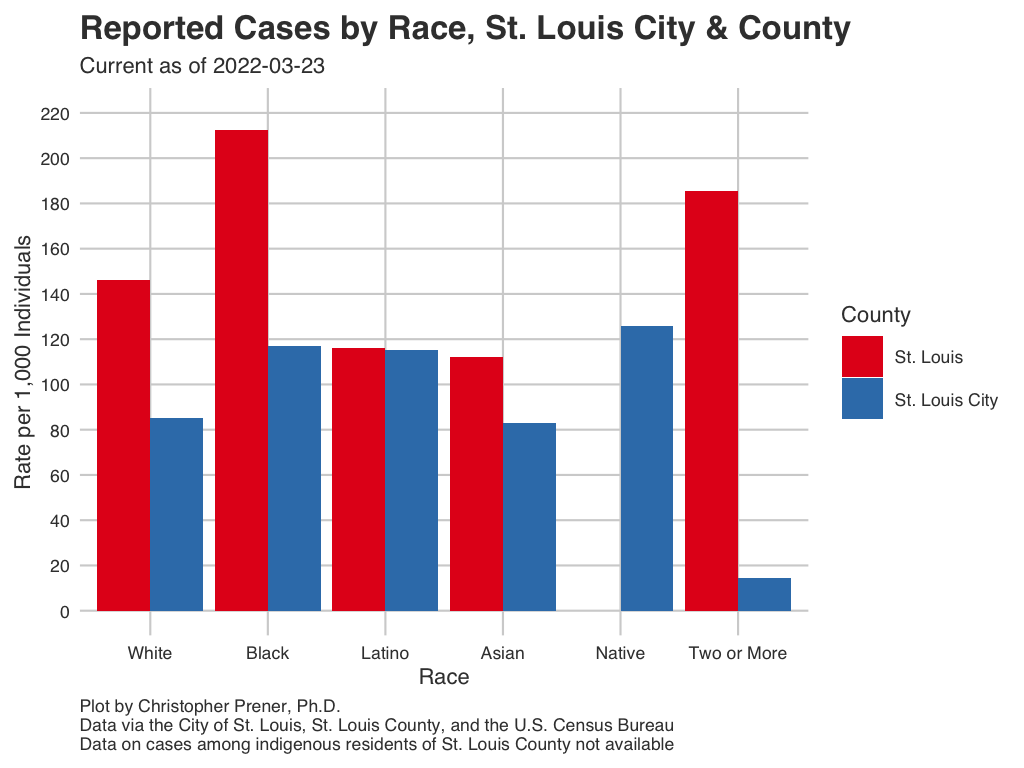 Reported Cases by Race, St. Louis City & County
Current as of 2022-03-23
Rate per 1,000 Individuals
220
200
180
160
140
120
100
80
60
40
20
0
White
Black
Latino
Asian
Native
Two or More
Race
County
St. Louis
St. Louis City
Plot by Christopher Prener, Ph.D.
Data via the City of St. Louis, St. Louis County, and the U.S. Census Bureau
Data on cases among indigenous residents of St. Louis County not available